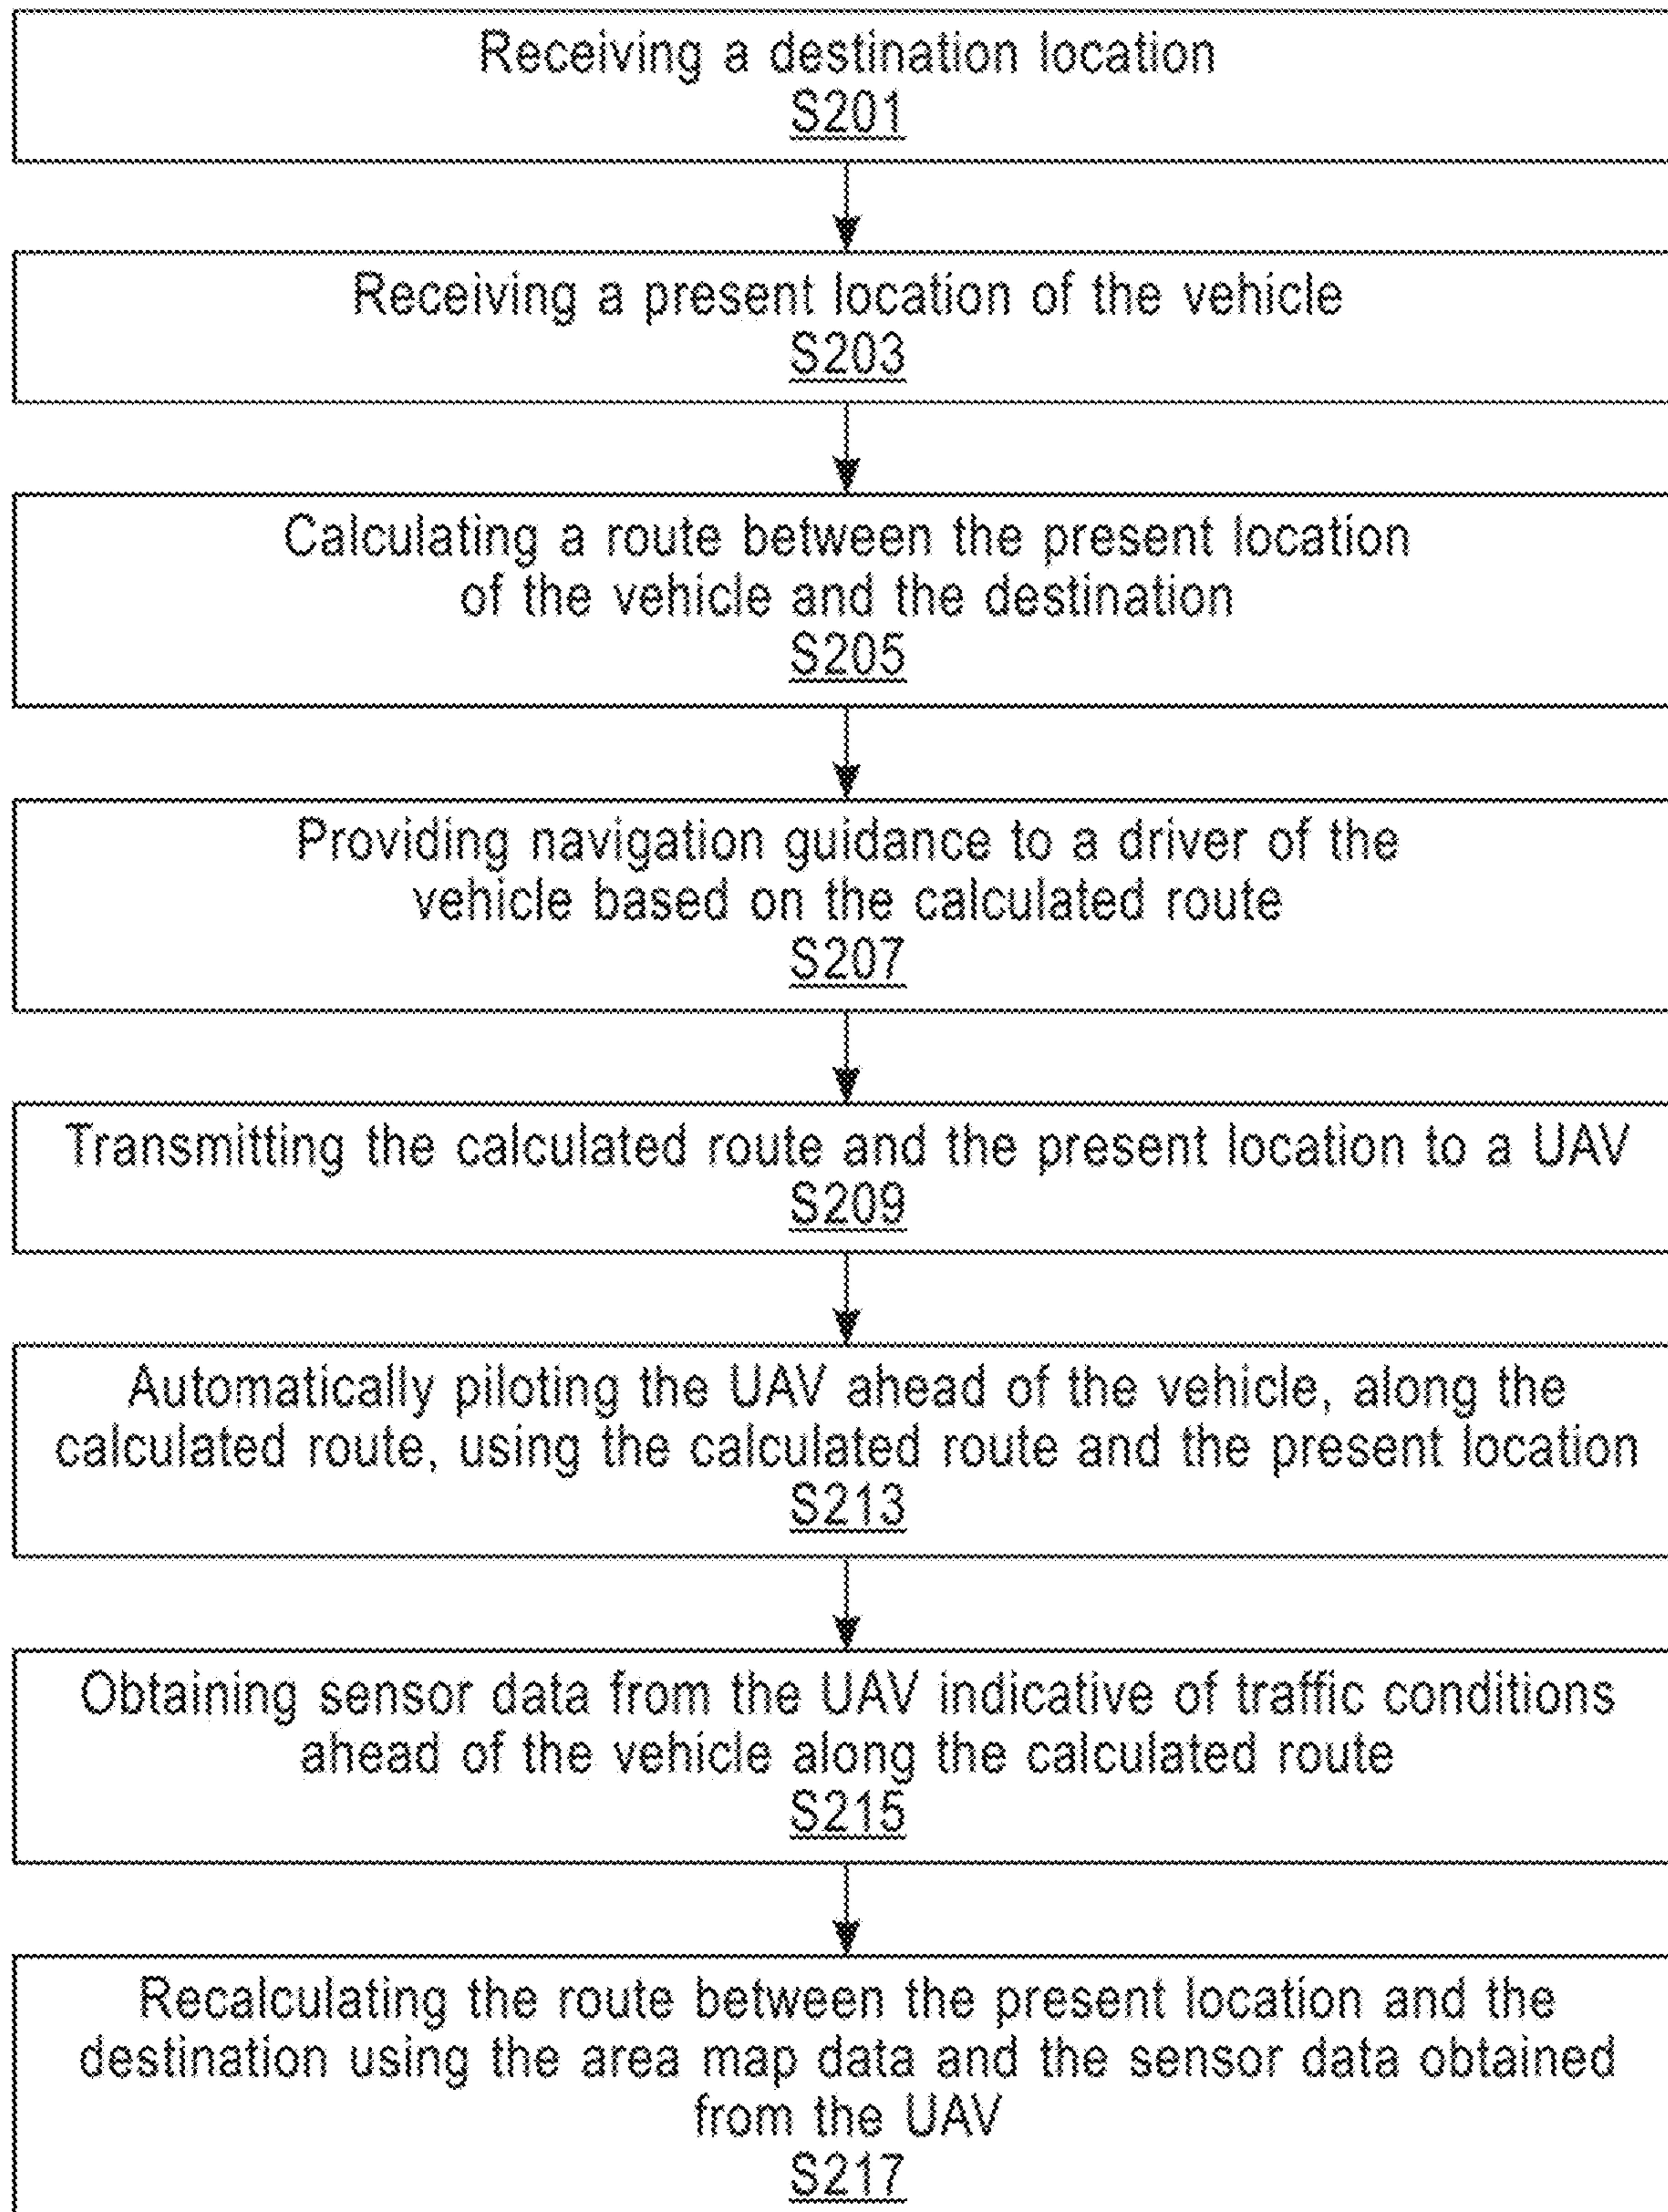 Receiving a destination location
S201
Receiving a present location of the vehicle
S203
Calculating a route between the present location
of the vehicle and the destination
S205
Providing navigation guidance to a driver of the
vehicle based on the calculated route
S207
Transmitting the calculated route and the present location to a UAV
S209
Automatically piloting the UAV ahead of the vehicle, along the
calculated route, using the calculated route and the present location
S213
Obtaining sensor data from the UAV indicative of traffic conditions
ahead of the vehicle along the calculated route
S215
Recalculating the route between the present location and the
destination using the area map data and the sensor data obtained
from the UAV
S217